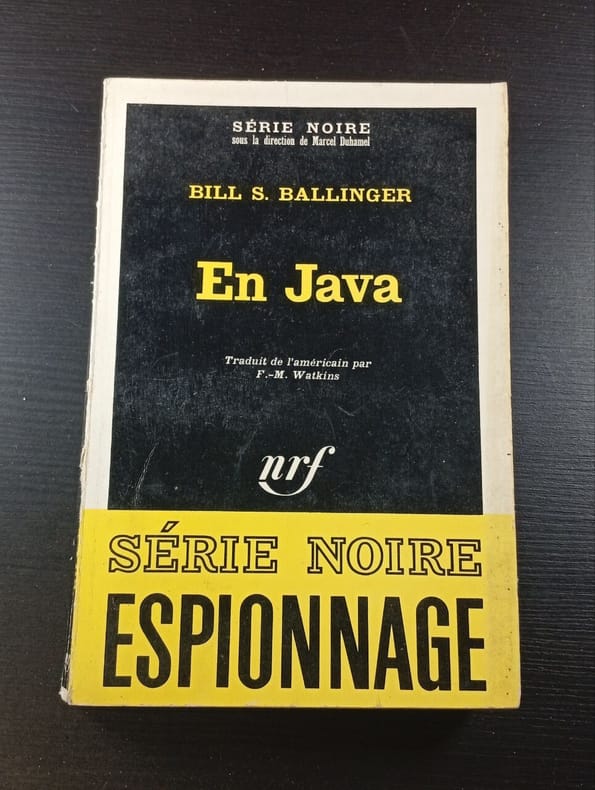 SÉRIE NOIRE
sous la direction de Marcel Duhamel
BILL S. BALLINGER
En Java
Traduit de l'américain par
F.-M. Watkins
nrf
SÉRIE NOIRE
ESPIONNAGE